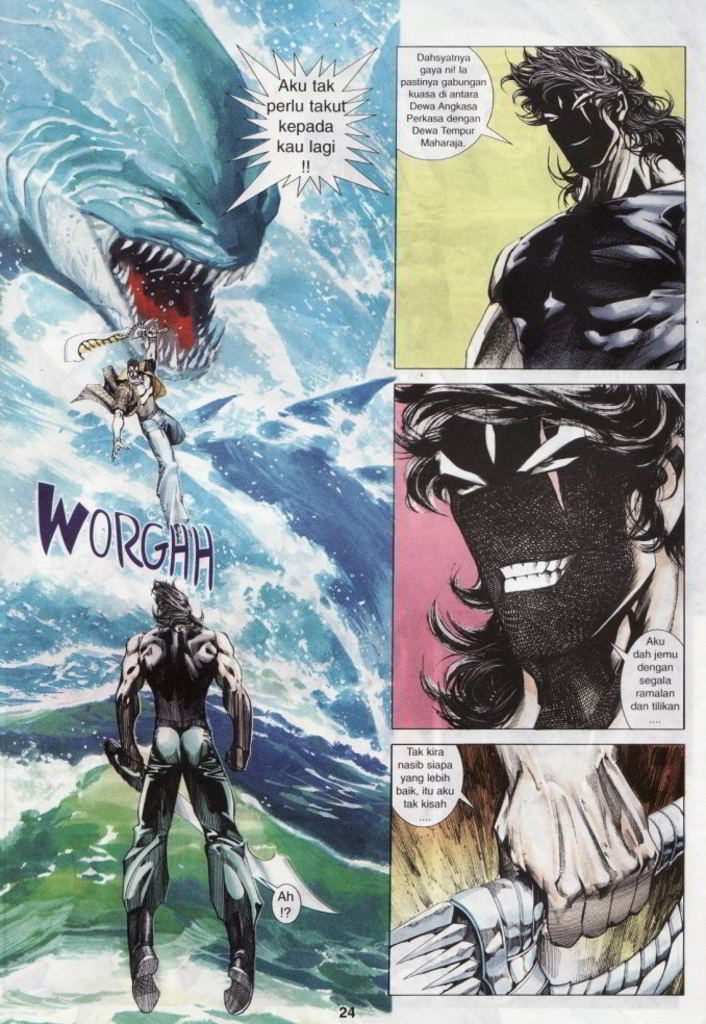 Aku tak
perlu takut
kepada
kau lagi
!!
WORGHH
Ah
!?
Dahsyatnya
gaya ni! Ia
pastinya gabungan
kuasa di antara
Dewa Angkasa
Perkasa dengan
Dewa Tempur
Maharaja.
Aku
dah jemu
dengan
segala
ramalan
dan tilikan
....
Tak kira
nasib siapa
yang lebih
baik, itu aku
tak kisah
....
24